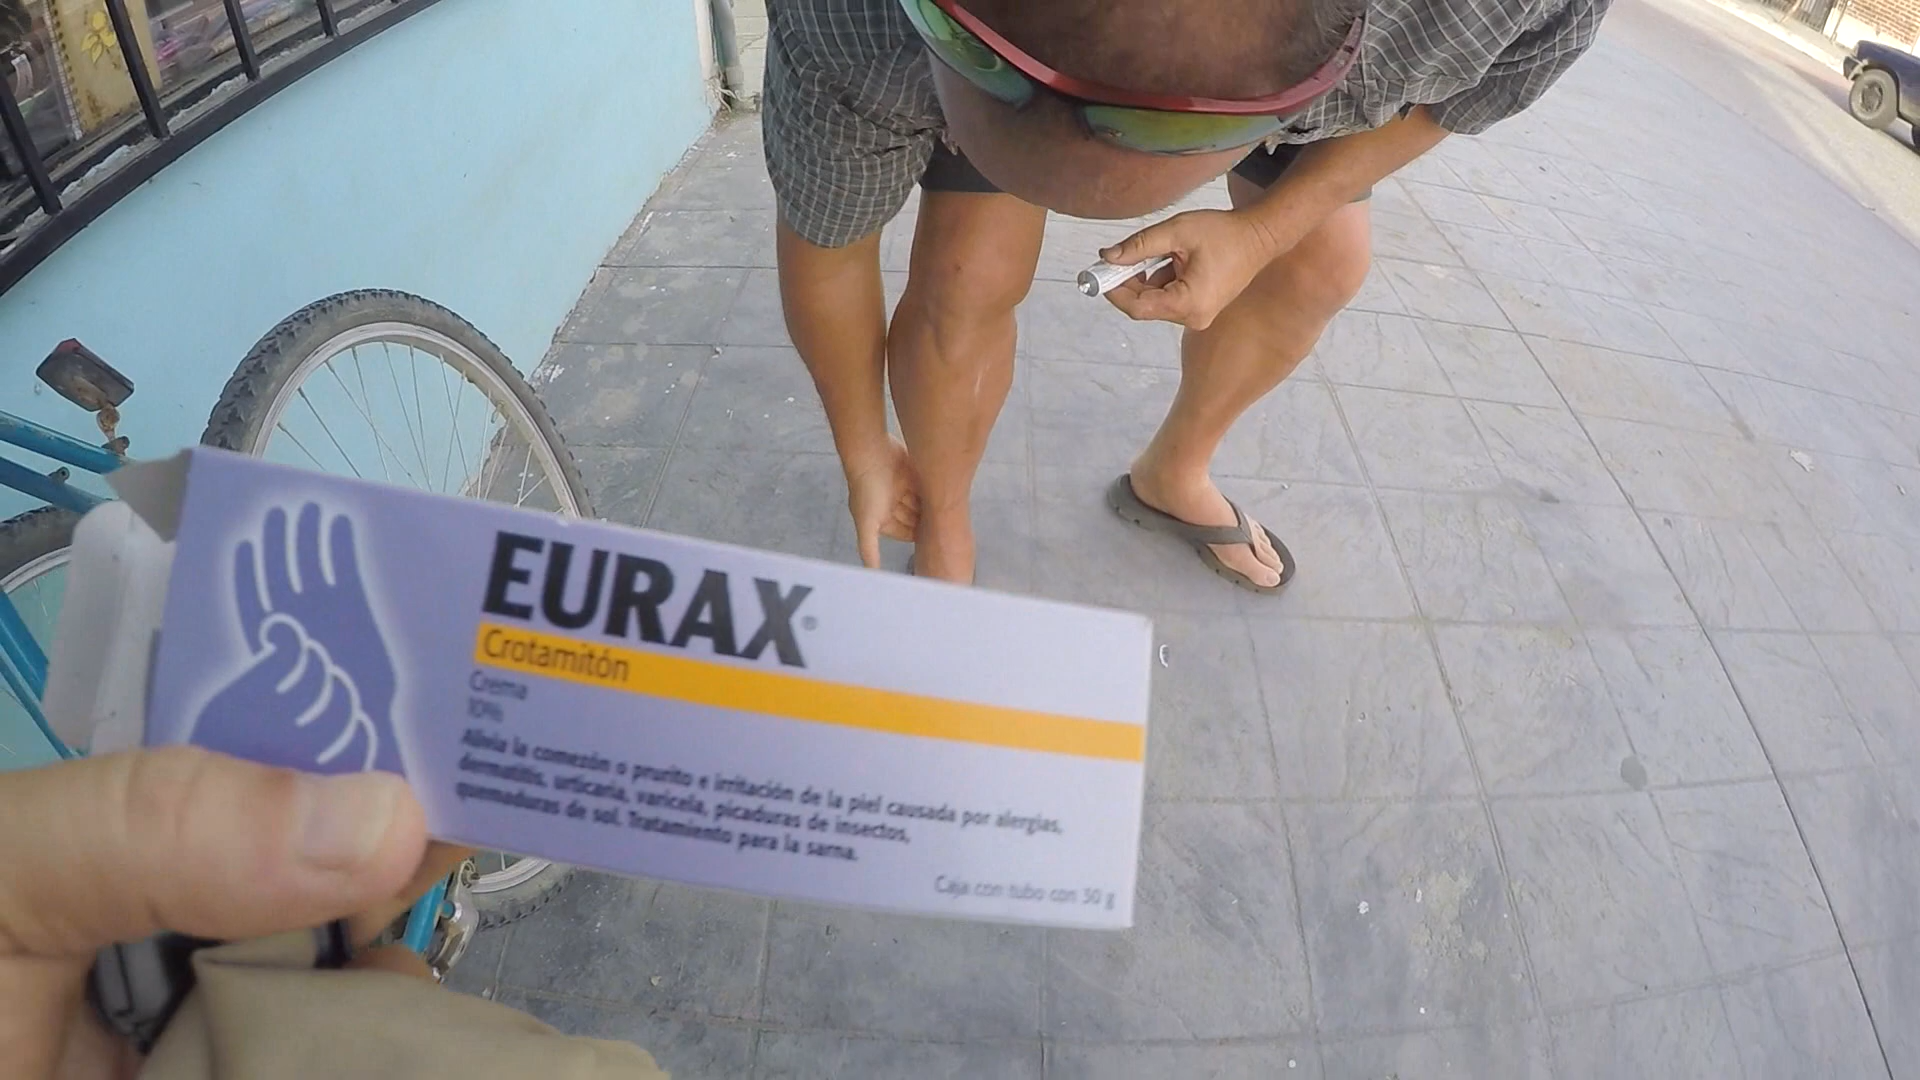 EURAX®
Crotamitón
Crema
10%
Alivia la comezón o prurito e irritación de la piel causada por alergias,
dermatitis, urticaria, varicela, picaduras de insectos,
quemaduras de sol. Tratamiento para la sarna.
Caja con tubo con 50 g